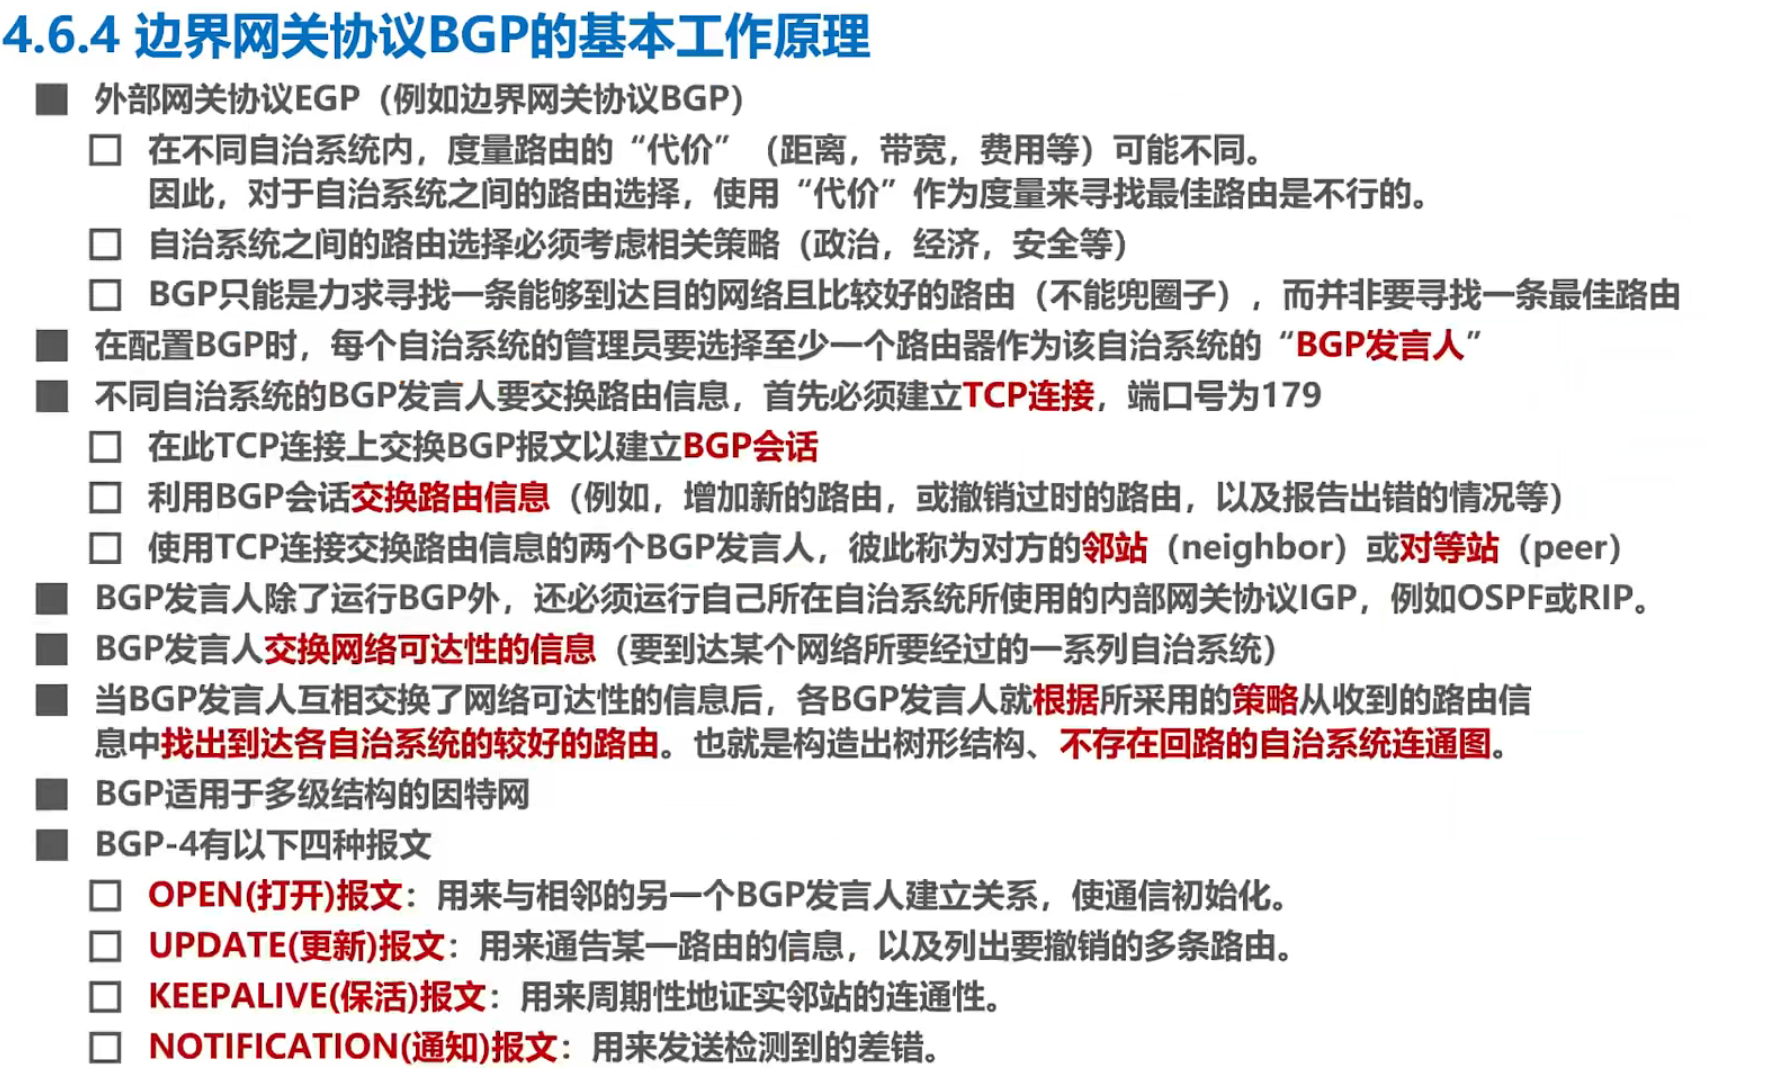 4.6.4 边界网关协议BGP的基本工作原理
外部网关协议EGP（例如边界网关协议BGP）
在不同自治系统内，度量路由的“代价”（距离，带宽，费用等）可能不同。
因此，对于自治系统之间的路由选择，使用“代价”作为度量来寻找最佳路由是不行的。
自治系统之间的路由选择必须考虑相关策略（政治，经济，安全等）
BGP只能是力求寻找一条能够到达目的网络且比较好的路由（不能兜圈子），而并非要寻找一条最佳路由
在配置BGP时，每个自治系统的管理员要选择至少一个路由器作为该自治系统的“BGP发言人”
不同自治系统的BGP发言人要交换路由信息，首先必须建立TCP连接，端口号为179
在此TCP连接上交换BGP报文以建立BGP会话
利用BGP会话交换路由信息（例如，增加新的路由，或撤销过时的路由，以及报告出错的情况等）
使用TCP连接交换路由信息的两个BGP发言人，彼此称为对方的邻站（neighbor）或对等站（peer）
BGP发言人除了运行BGP外，还必须运行自己所在自治系统所使用的内部网关协议IGP，例如OSPF或RIP。
BGP发言人交换网络可达性的信息（要到达某个网络所要经过的一系列自治系统）
当BGP发言人互相交换了网络可达性的信息后，各BGP发言人就根据所采用的策略从收到的路由信
息中找出到达各自治系统的较好的路由。也就是构造出树形结构、不存在回路的自治系统连通图。
BGP适用于多级结构的因特网
BGP-4有以下四种报文
OPEN(打开)报文：用来与相邻的另一个BGP发言人建立关系，使通信初始化。
UPDATE(更新)报文：用来通告某一路由的信息，以及列出要撤销的多条路由。
KEEPALIVE(保活)报文：用来周期性地证实邻站的连通性。
NOTIFICATION(通知)报文：用来发送检测到的差错。